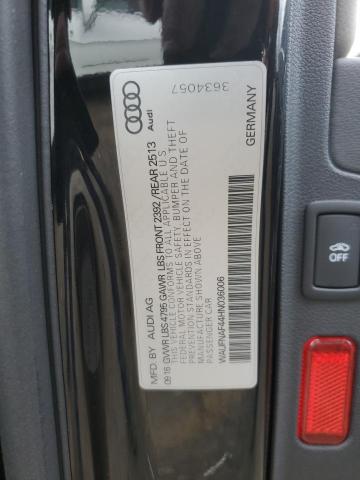 3634057
GERMANY
Audi
MFD. BY AUDI AG
09.16 GVWR LBS 4795 GAWR LBS FRONT 2392/REAR 2513
THIS VEHICLE CONFORMS TO ALL APPLICABLE U S
FEDERAL MOTOR VEHICLE SAFETY, BUMPER AND THEFT
PREVENTION STANDARDS IN EFFECT ON THE DATE OF
MANUFACTURE SHOWN ABOVE
PASSENGER CAR
WAUFNAF44HN036006
OFF